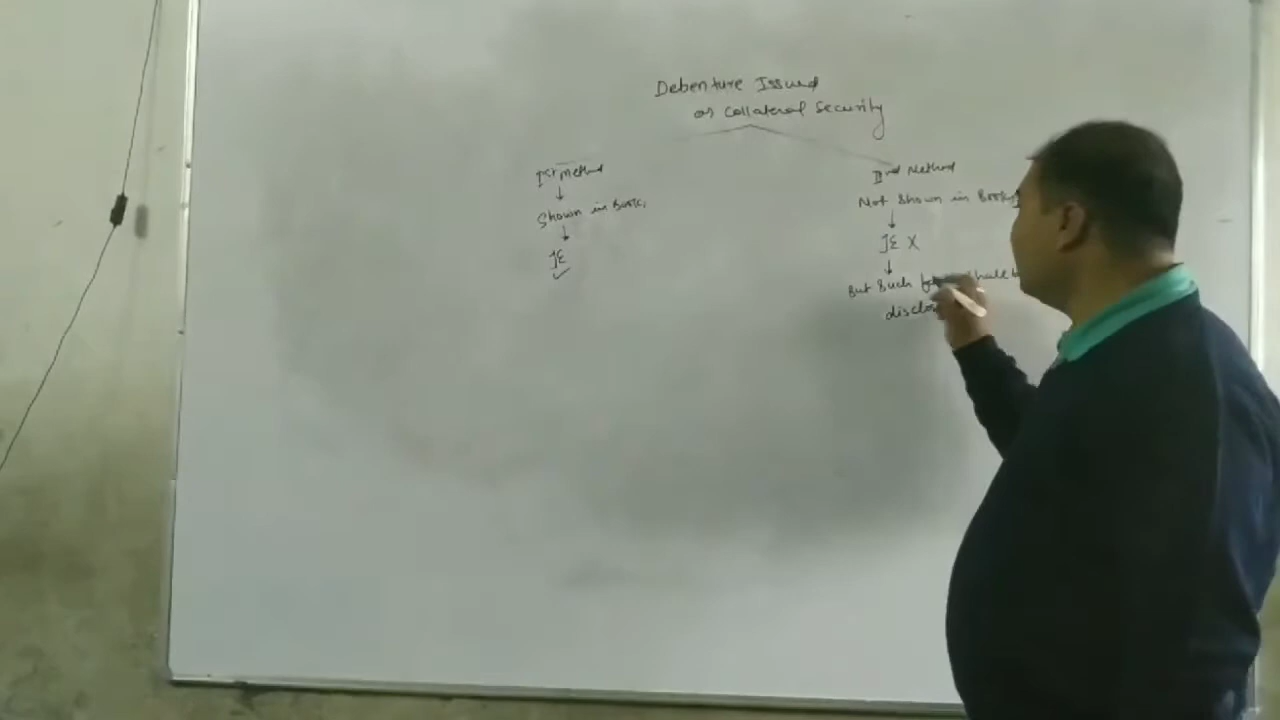 Debenture Issued
as Collateral Security
Ist Method
Shown in Books
JE
IInd Method
Not Shown in Books
JE X
But Such